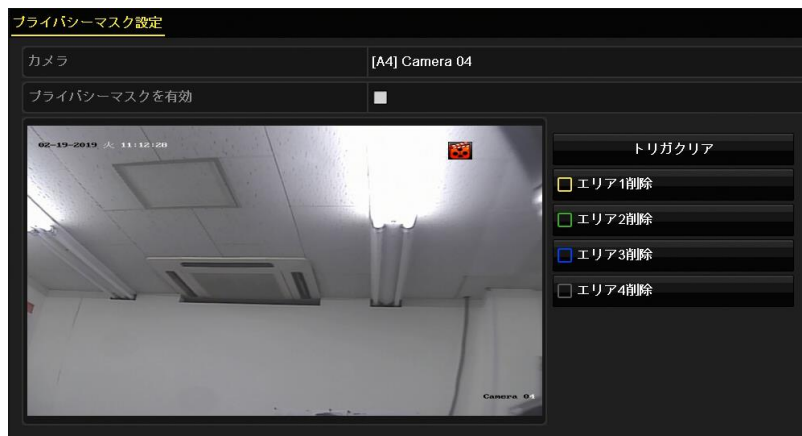 プライバシーマスク設定
カメラ [A4] Camera 04
プライバシーマスクを有効
02-19-2019 火 11:12:28
トリガクリア
エリア1削除
エリア2削除
エリア3削除
エリア4削除
Camera 04